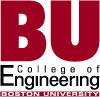 BU
College of
Engineering
BOSTON UNIVERSITY